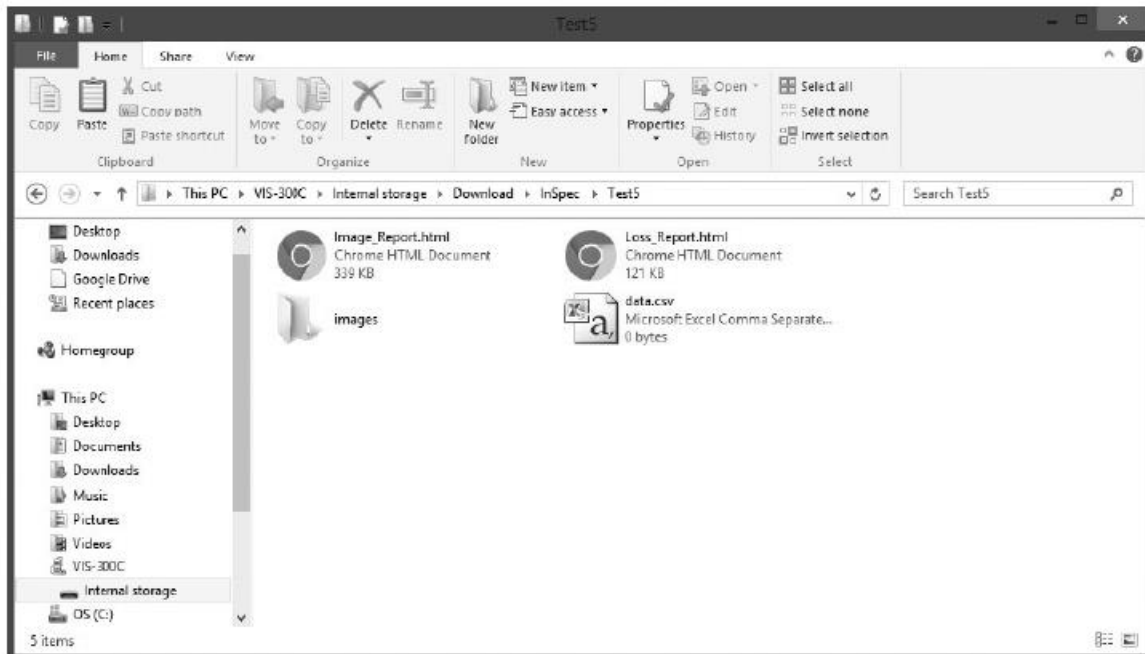 Test5
File Home Share View
Copy
Paste
Cut
Copy path
Paste shortcut
Clipboard
Move to
Copy to
Delete
Rename
Organize
New folder
New item
Easy access
New
Properties
Open
Edit
History
Open
Select all
Select none
Invert selection
Select
This PC VIS-300C Internal storage Download InSpec Test5
Search Test5
Desktop
Downloads
Google Drive
Recent places
Homegroup
This PC
Desktop
Documents
Downloads
Music
Pictures
Videos
VIS-300C
Internal storage
OS (C:)
Image_Report.html
Chrome HTML Document
339 KB
Loss_Report.html
Chrome HTML Document
121 KB
images
data.csv
Microsoft Excel Comma Separate...
0 bytes
5 items